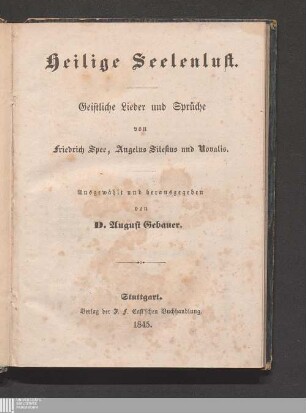 Heilige Seelenlust.
Geistliche Lieder und Sprüche
von
Friedrich Spee, Angelus Silesius und Novalis.
Ausgewählt und herausgegeben
von
D. August Gebauer.
Stuttgart.
Verlag der J. F. Cast'schen Buchhandlung.
1845.